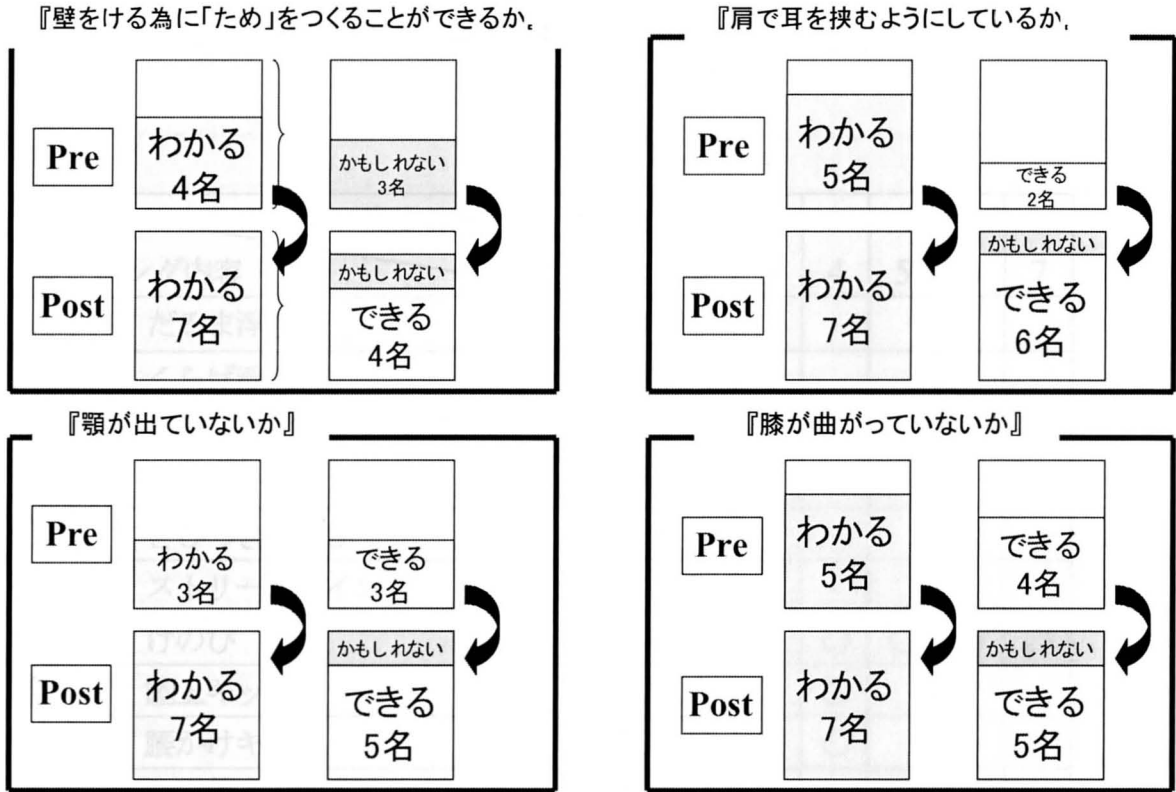 『壁をける為に「ため」をつくることができるか』
Pre
わかる
4名
かもしれない
3名
Post
わかる
7名
かもしれない
できる
4名
『肩で耳を挟むようにしているか』
Pre
わかる
5名
できる
2名
Post
わかる
7名
かもしれない
できる
6名
『顎が出ていないか』
Pre
わかる
3名
できる
3名
Post
わかる
7名
かもしれない
できる
5名
『膝が曲がっていないか』
Pre
わかる
5名
できる
4名
Post
わかる
7名
かもしれない
できる
5名